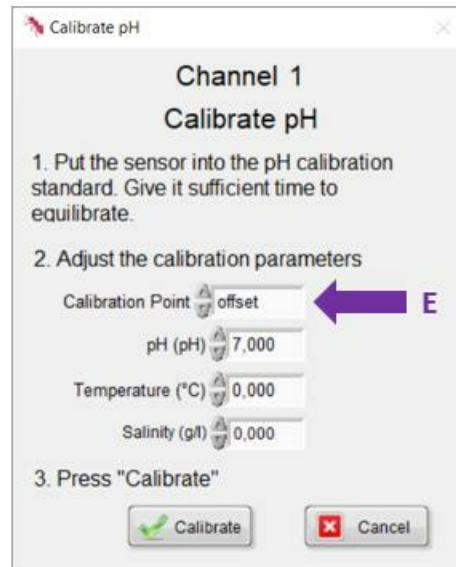 Calibrate pH
Channel 1
Calibrate pH
1. Put the sensor into the pH calibration
standard. Give it sufficient time to
equilibrate.
2. Adjust the calibration parameters
Calibration Point offset E
pH (pH) 7,000
Temperature (°C) 0,000
Salinity (g/l) 0,000
3. Press "Calibrate"
Calibrate Cancel